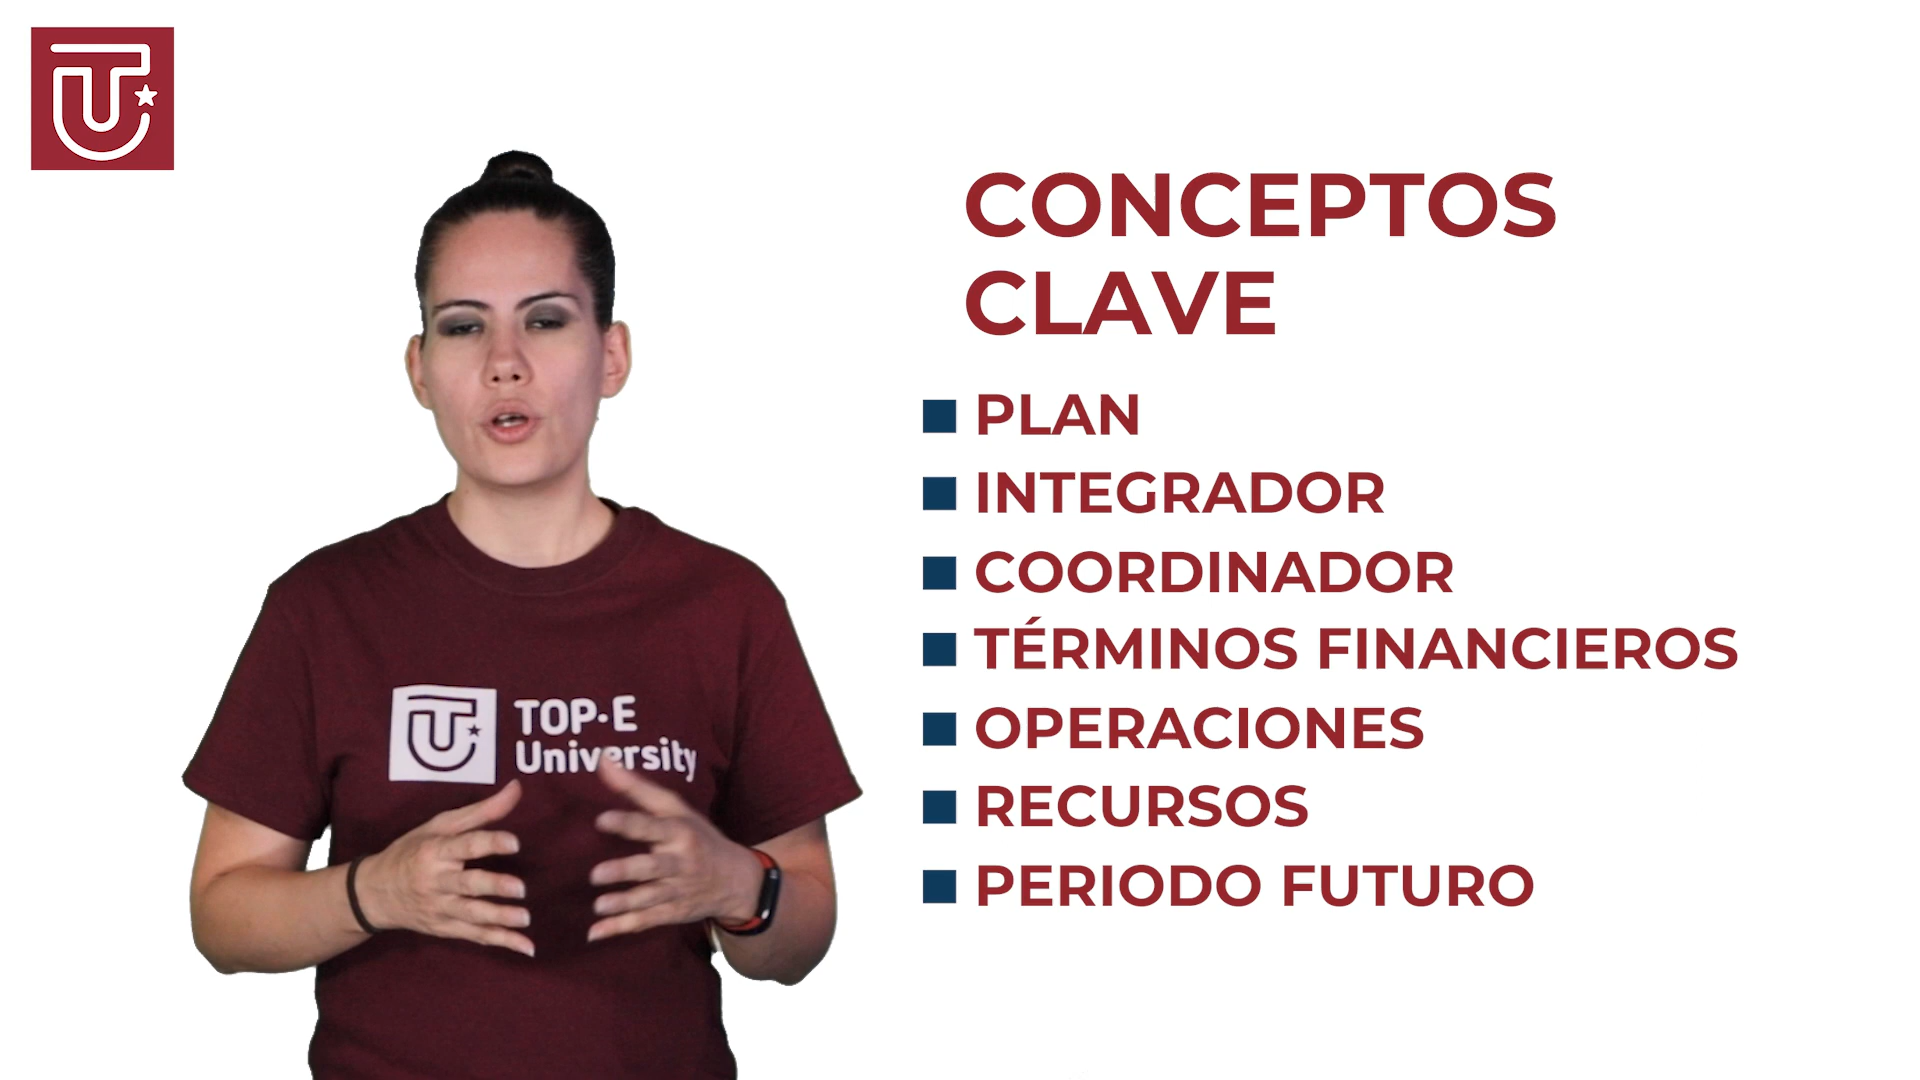 CONCEPTOS
CLAVE
PLAN
INTEGRADOR
COORDINADOR
TÉRMINOS FINANCIEROS
OPERACIONES
RECURSOS
PERIODO FUTURO
TOP·E
University